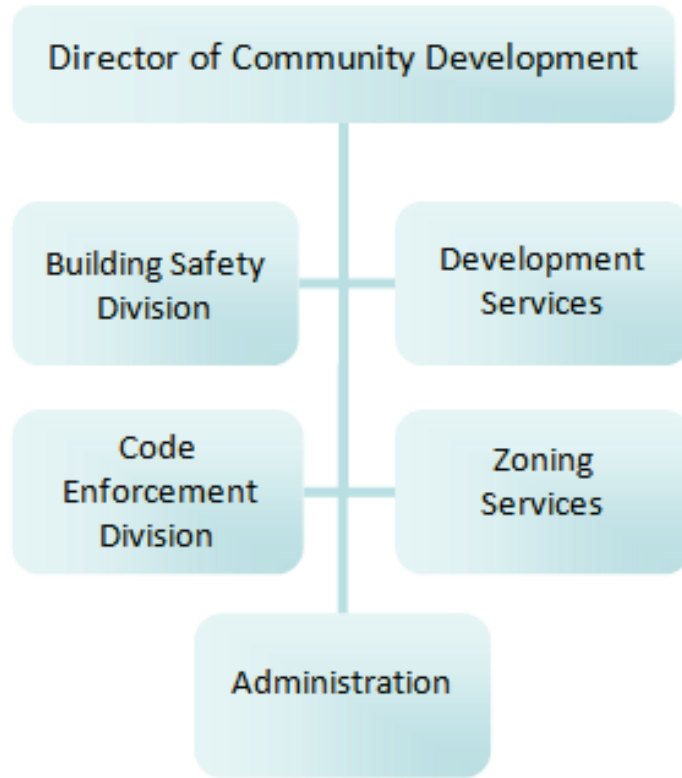 Director of Community Development
Building Safety
Division
Development
Services
Code
Enforcement
Division
Zoning
Services
Administration